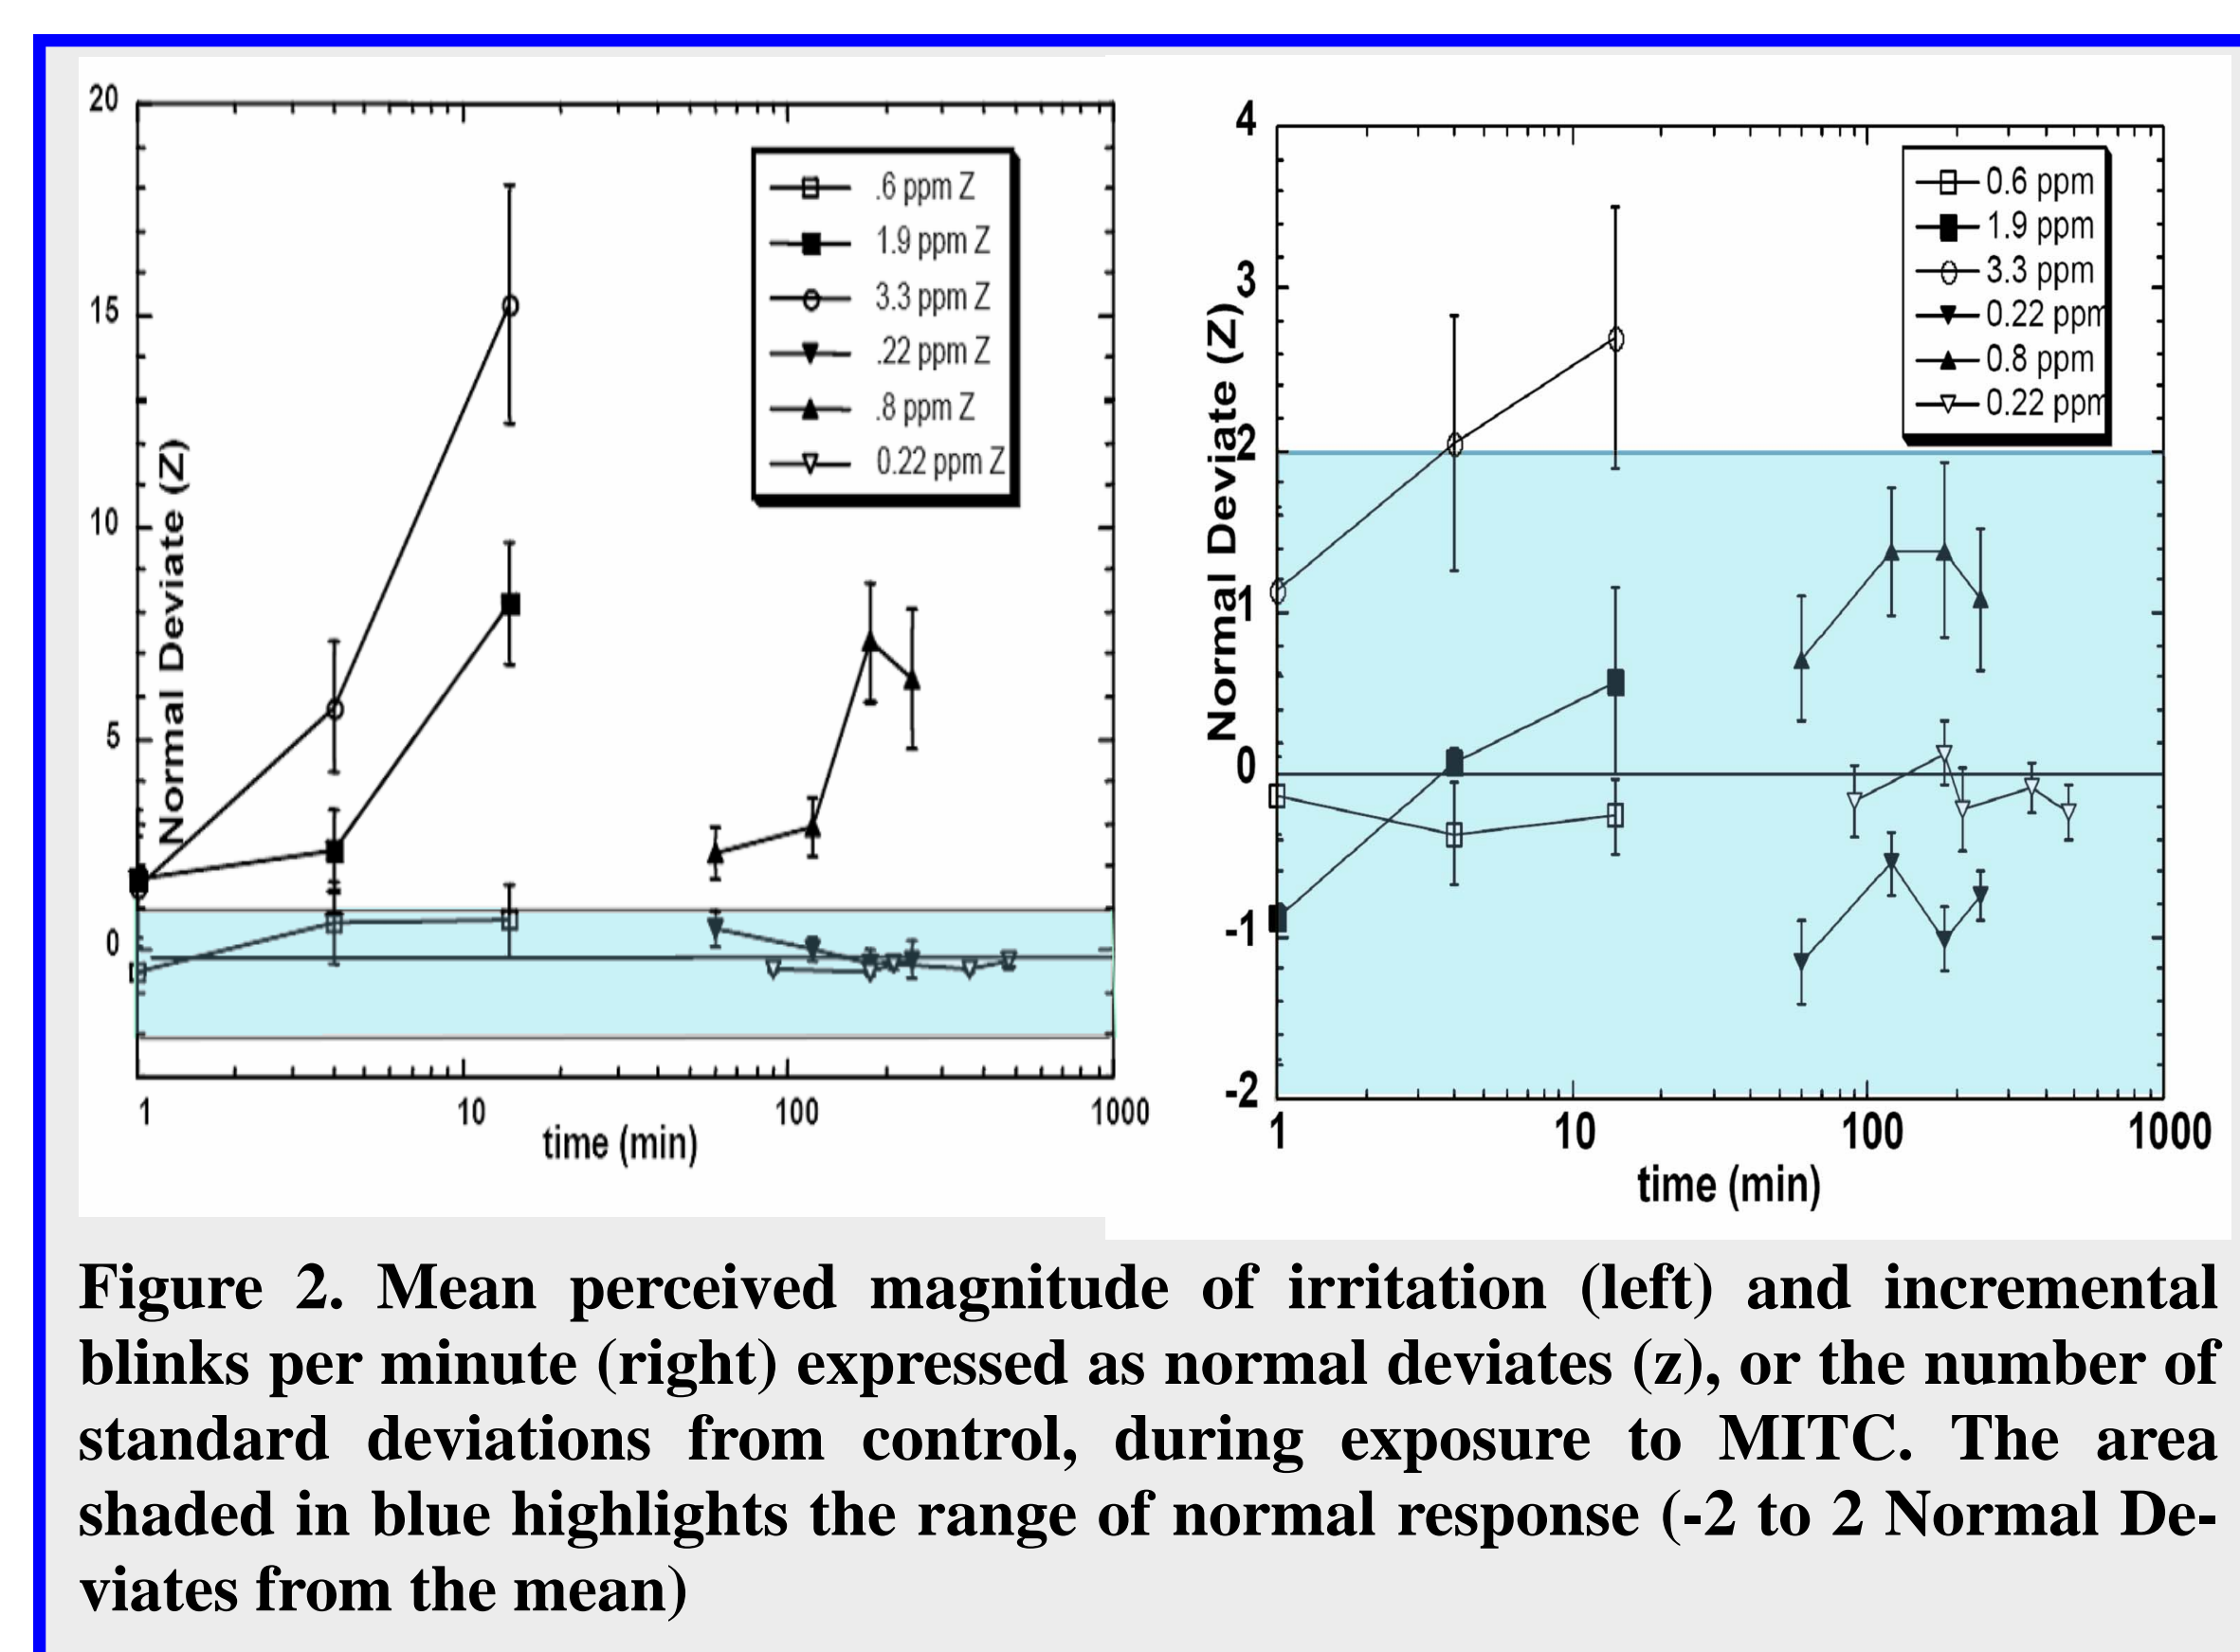 20
15
10
5
0
Normal Deviate (Z)
.6 ppm Z
1.9 ppm Z
3.3 ppm Z
.22 ppm Z
.8 ppm Z
0.22 ppm Z
1 10 100 1000
time (min)
4
3
2
1
0
-1
-2
Normal Deviate (Z)
0.6 ppm
1.9 ppm
3.3 ppm
0.22 ppm
0.8 ppm
0.22 ppm
1 10 100 1000
time (min)
Figure 2. Mean perceived magnitude of irritation (left) and incremental
blinks per minute (right) expressed as normal deviates (z), or the number of
standard deviations from control, during exposure to MITC. The area
shaded in blue highlights the range of normal response (-2 to 2 Normal De-
viates from the mean)